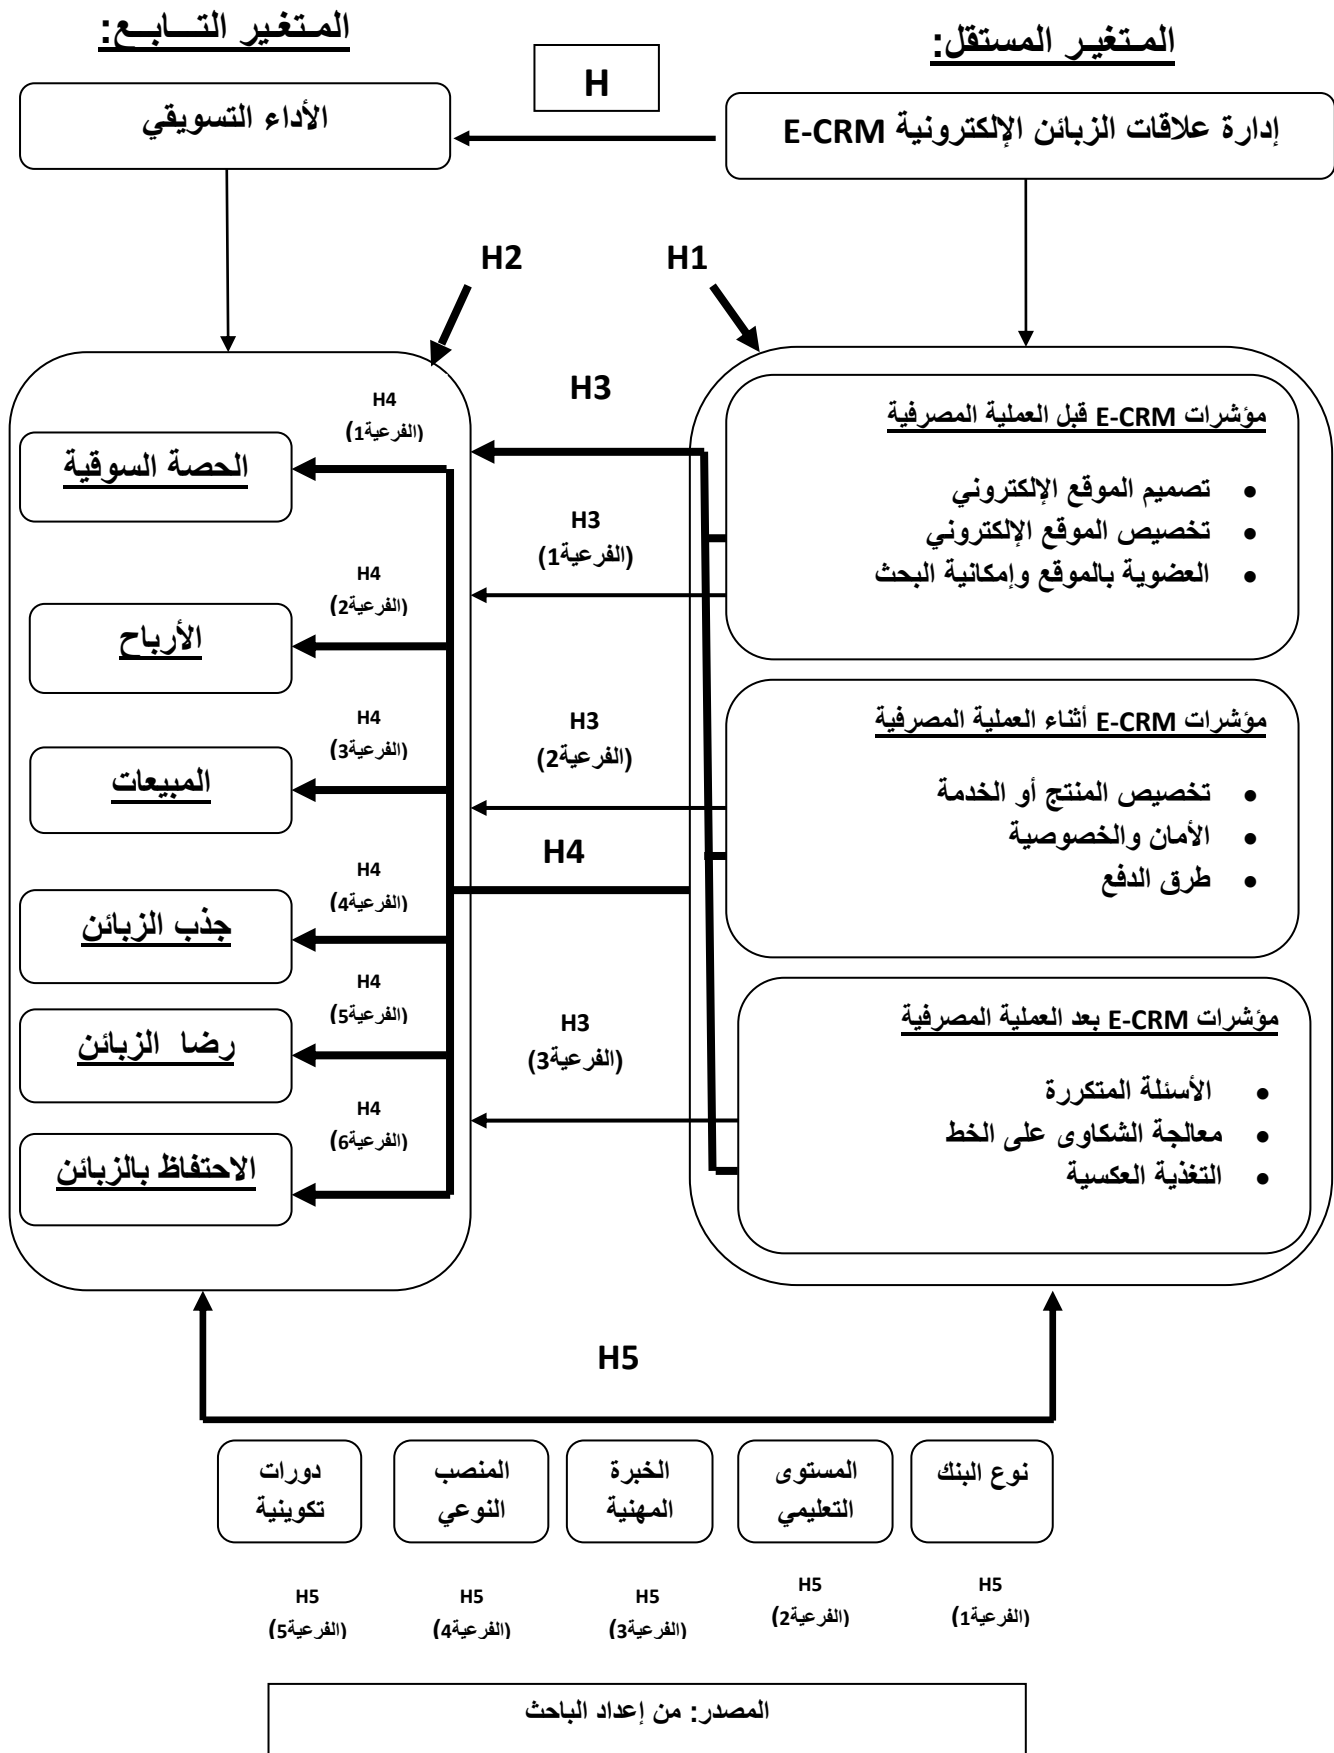 المتغير المستقل:
المتغير التــابــع:
H
إدارة علاقات الزبائن الإلكترونية E-CRM
الأداء التسويقي
H1
H2
مؤشرات E-CRM قبل العملية المصرفية
• تصميم الموقع الإلكتروني
• تخصيص الموقع الإلكتروني
• العضوية بالموقع وإمكانية البحث
مؤشرات E-CRM أثناء العملية المصرفية
• تخصيص المنتج أو الخدمة
• الأمان والخصوصية
• طرق الدفع
مؤشرات E-CRM بعد العملية المصرفية
• الأسئلة المتكررة
• معالجة الشكاوى على الخط
• التغذية العكسية
H3
H3
(الفرعية1)
H3
(الفرعية2)
H4
H3
(الفرعية3)
H4
(الفرعية1)
الحصة السوقية
H4
(الفرعية2)
الأرباح
H4
(الفرعية3)
المبيعات
H4
(الفرعية4)
جذب الزبائن
H4
(الفرعية5)
رضا الزبائن
H4
(الفرعية6)
الاحتفاظ بالزبائن
H5
نوع البنك
المستوى
التعليمي
الخبرة
المهنية
المنصب
النوعي
دورات
تكوينية
H5
(الفرعية1)
H5
(الفرعية2)
H5
(الفرعية3)
H5
(الفرعية4)
H5
(الفرعية5)
المصدر: من إعداد الباحث